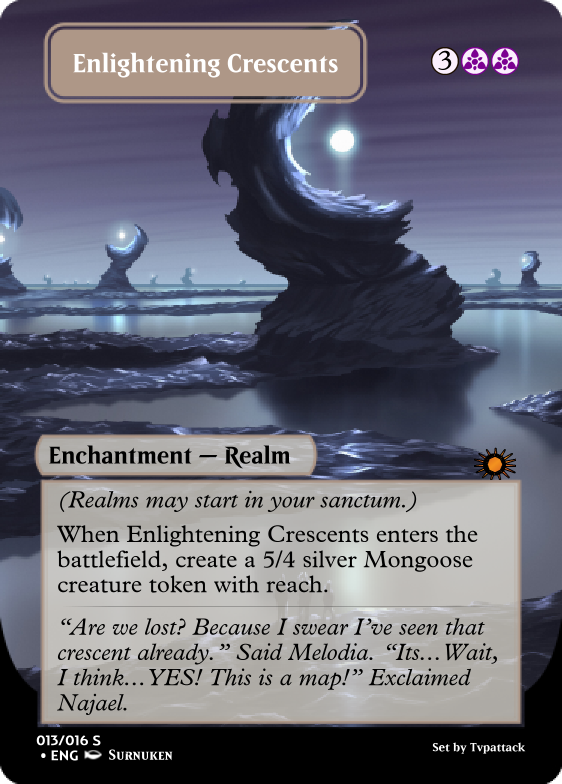 Enlightening Crescents
3
Enchantment — Realm
(Realms may start in your sanctum.)
When Enlightening Crescents enters the
battlefield, create a 5/4 silver Mongoose
creature token with reach.
“Are we lost? Because I swear I’ve seen that
crescent already.” Said Melodia. “Its…Wait,
I think…YES! This is a map!” Exclaimed
Najael.
013/016 S
• ENG Surnuken
Set by Tvpattack